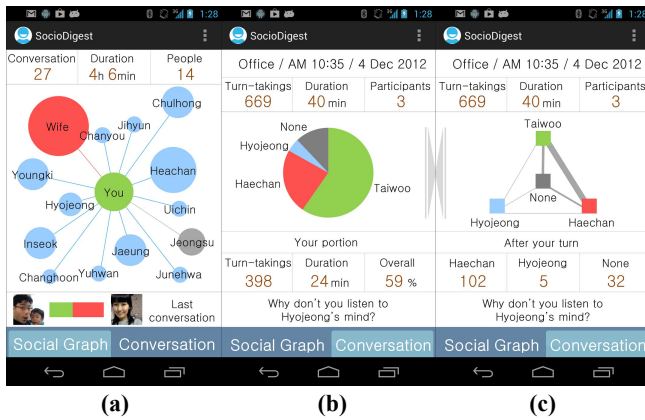 1:28
SocioDigest
Conversation Duration People
27 4h 6min 14
Chulhong
Wife
Jihyun
Chanyou
Youngki
Heachan
You
Hyojeong
Uichin
Inseok
Jaeung
Jeongsu
Changhoon
Yuhwan
Junehwa
Last
conversation
Social Graph Conversation
(a)
1:28
SocioDigest
Office / AM 10:35 / 4 Dec 2012
Turn-takings Duration Participants
669 40 min 3
None
Hyojeong
Haechan
Taiwoo
Your portion
Turn-takings Duration Overall
398 24 min 59 %
Why don't you listen to
Hyojeong's mind?
Social Graph Conversation
(b)
3G 1:28
SocioDigest
Office / AM 10:35 / 4 Dec 2012
Turn-takings Duration Participants
669 40 min 3
Taiwoo
None
Hyojeong Haechan
After your turn
Haechan Hyojeong None
102 5 32
Why don't you listen to
Hyojeong's mind?
Social Graph Conversation
(c)